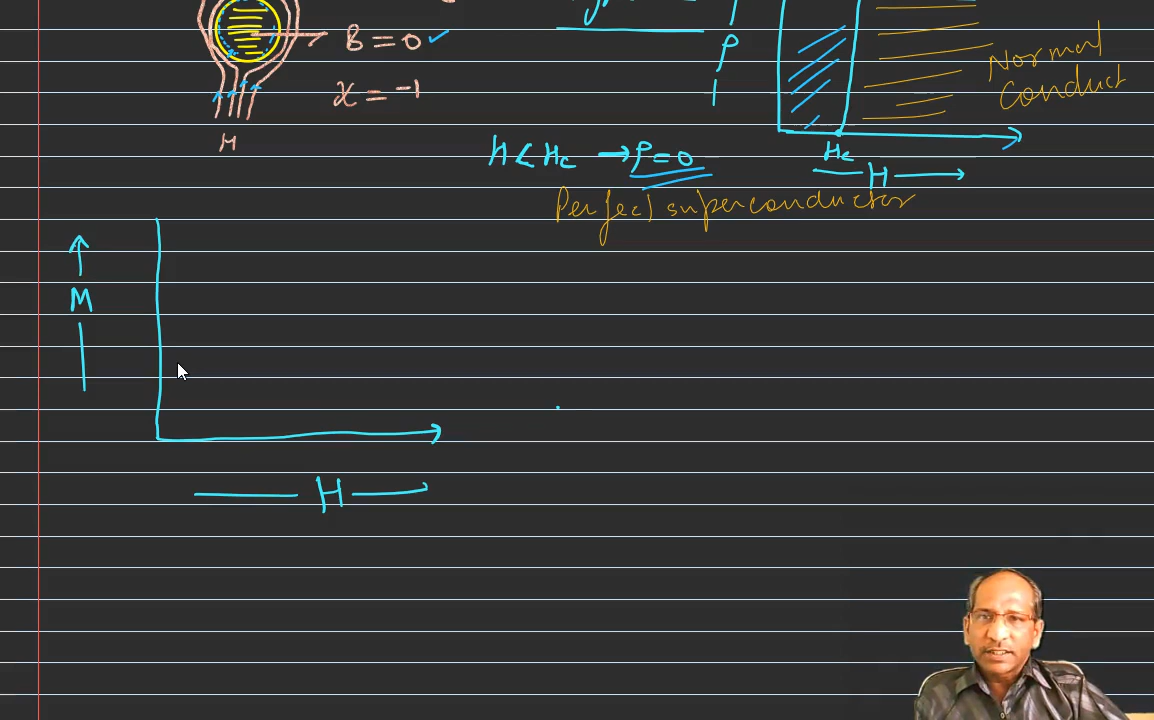 B = 0 ✓
χ = -1
H
ρ
Normal
Conduct
H < Hc → ρ = 0
Hc
H
Perfect superconductor
M
H